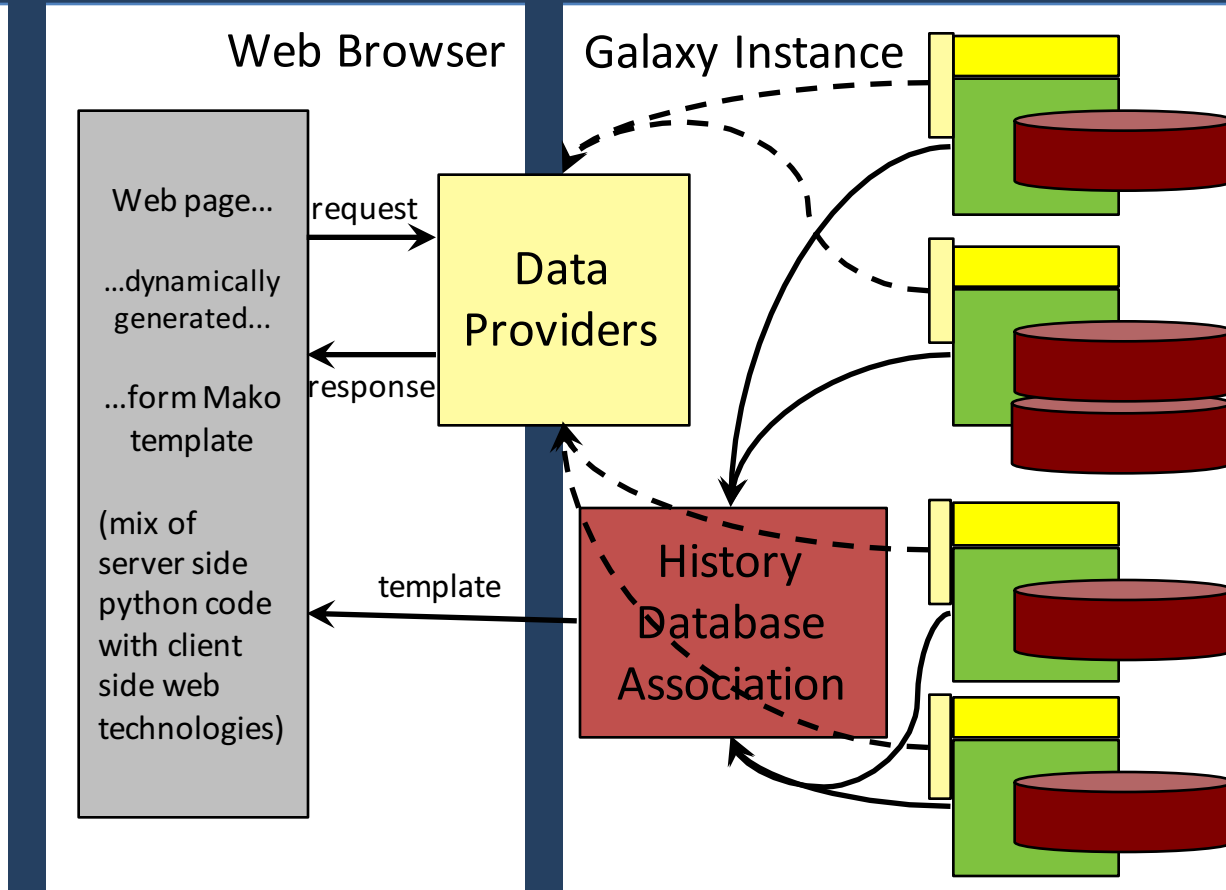 Web Browser
Galaxy Instance
Web page...
...dynamically
generated...
...form Mako
template
(mix of
server side
python code
with client
side web
technologies)
request
response
template
Data
Providers
History
Database
Association